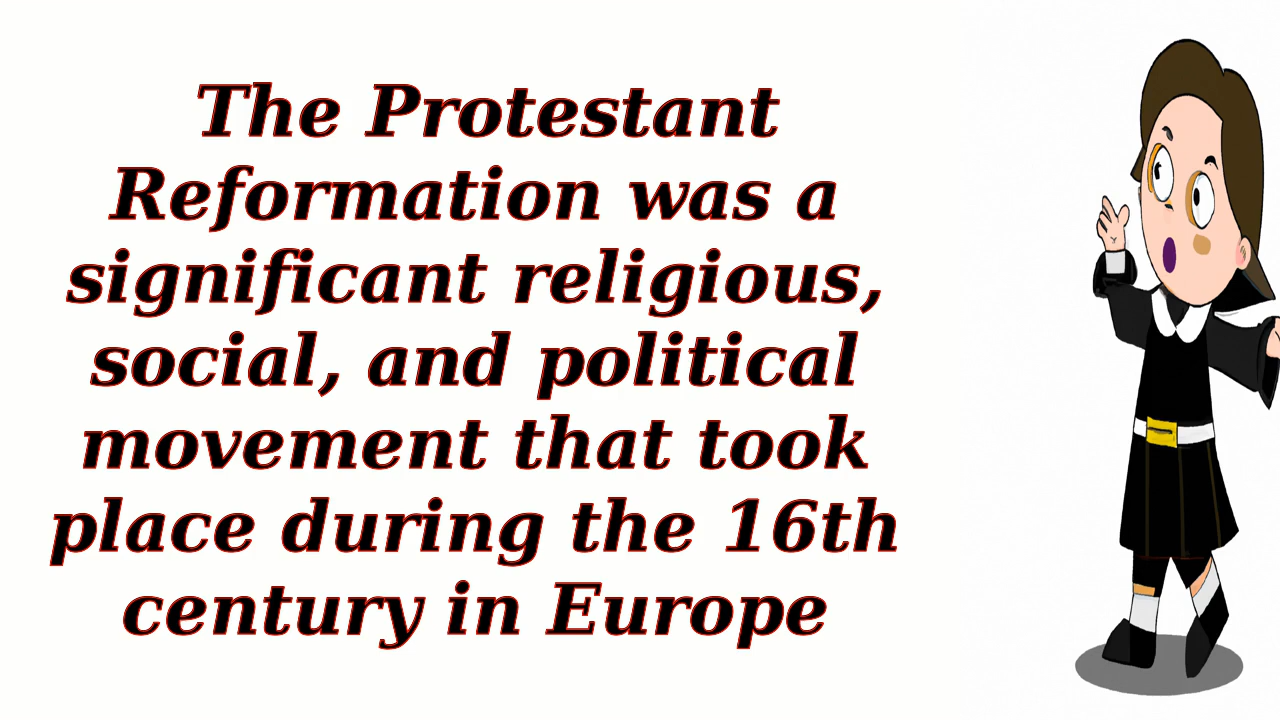 The Protestant
Reformation was a
significant religious,
social, and political
movement that took
place during the 16th
century in Europe